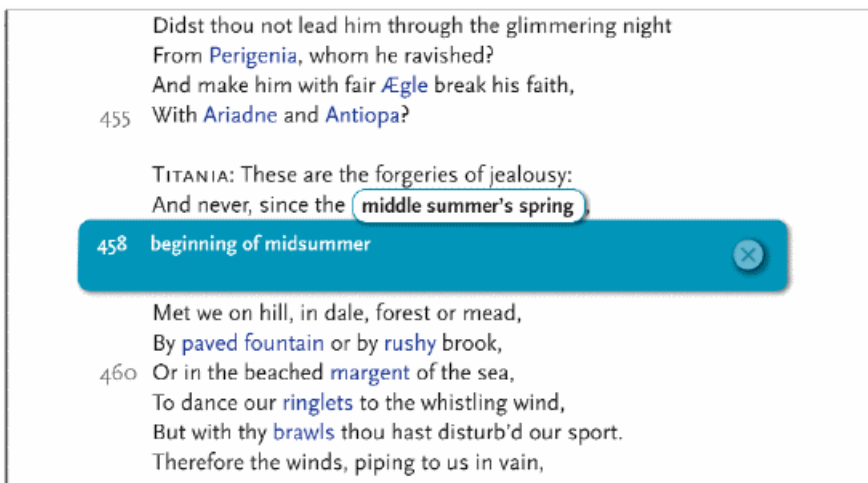 Didst thou not lead him through the glimmering night
From Perigenia, whom he ravished?
And make him with fair Ægle break his faith,
455 With Ariadne and Antiopa?
TITANIA: These are the forgeries of jealousy:
And never, since the middle summer's spring,
458 beginning of midsummer
Met we on hill, in dale, forest or mead,
By paved fountain or by rushy brook,
460 Or in the beached margent of the sea,
To dance our ringlets to the whistling wind,
But with thy brawls thou hast disturb'd our sport.
Therefore the winds, piping to us in vain,